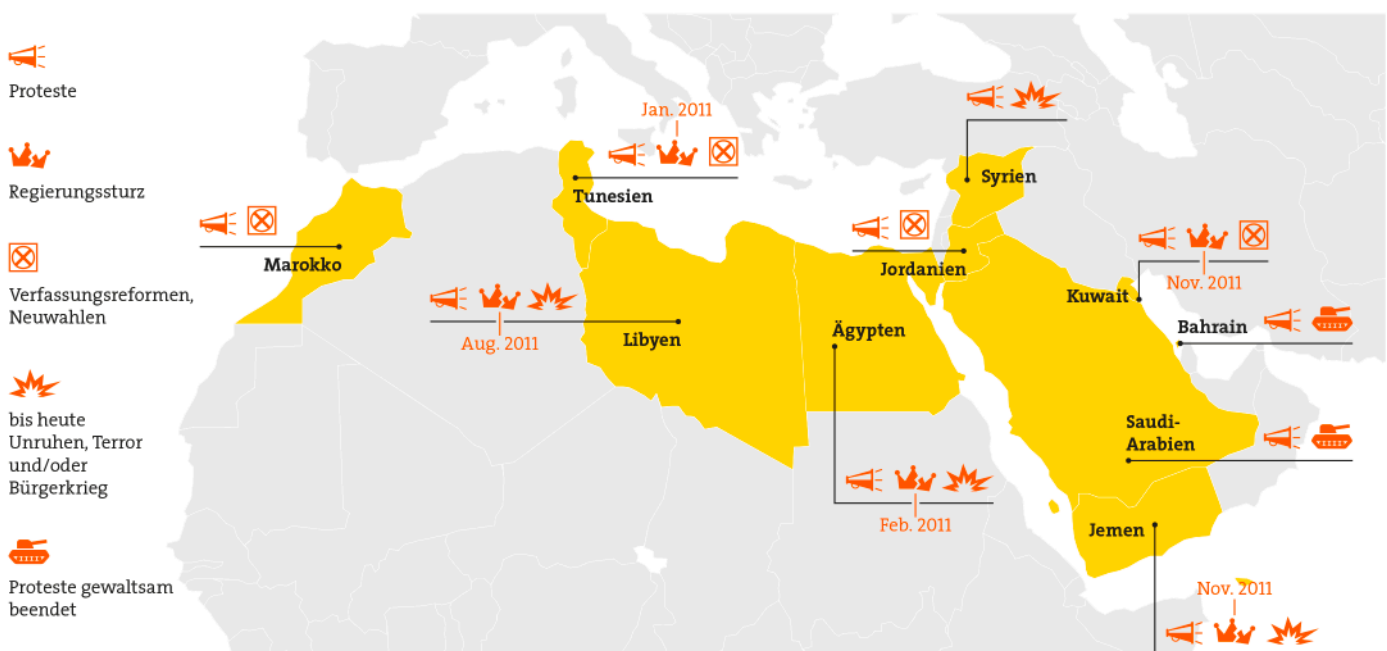 Proteste
Regierungssturz
Verfassungsreformen,
Neuwahlen
bis heute
Unruhen, Terror
und/oder
Bürgerkrieg
Proteste gewaltsam
beendet
Marokko
Jan. 2011
Tunesien
Aug. 2011
Libyen
Ägypten
Feb. 2011
Jordanien
Syrien
Kuwait
Nov. 2011
Bahrain
Saudi-
Arabien
Jemen
Nov. 2011